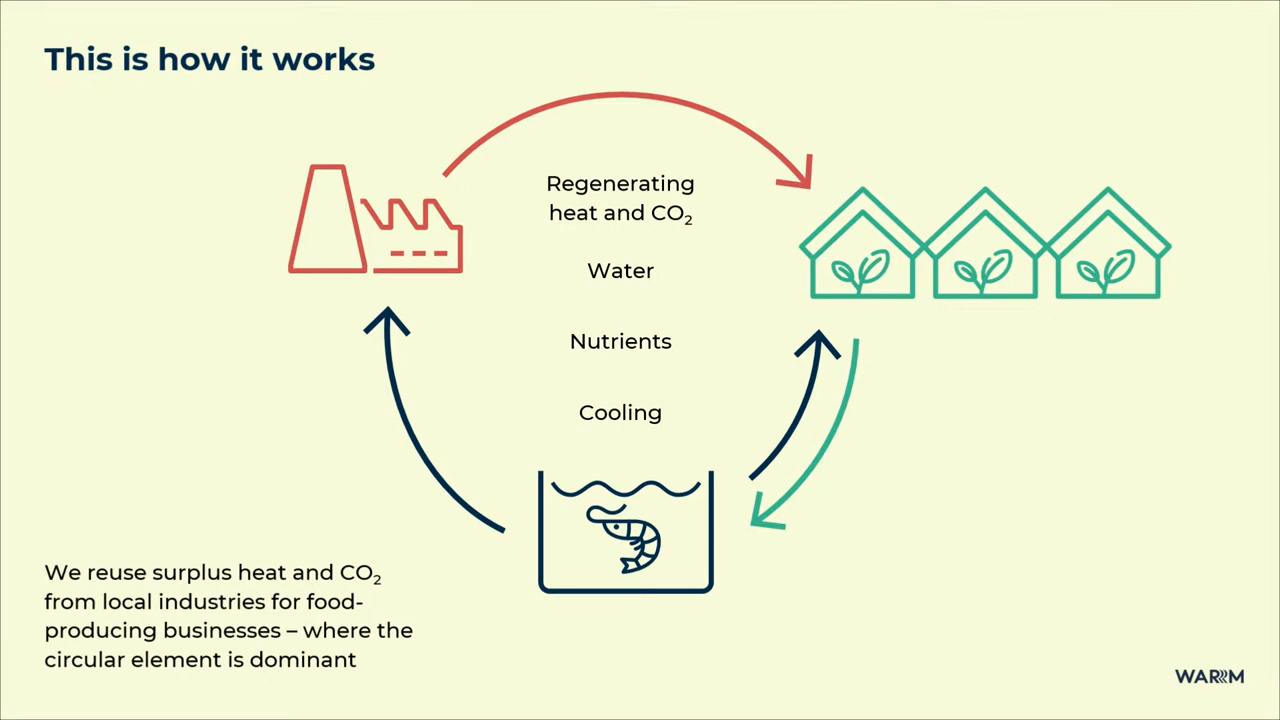 This is how it works
Regenerating
heat and CO₂
Water
Nutrients
Cooling
We reuse surplus heat and CO₂
from local industries for food-
producing businesses – where the
circular element is dominant
WARM